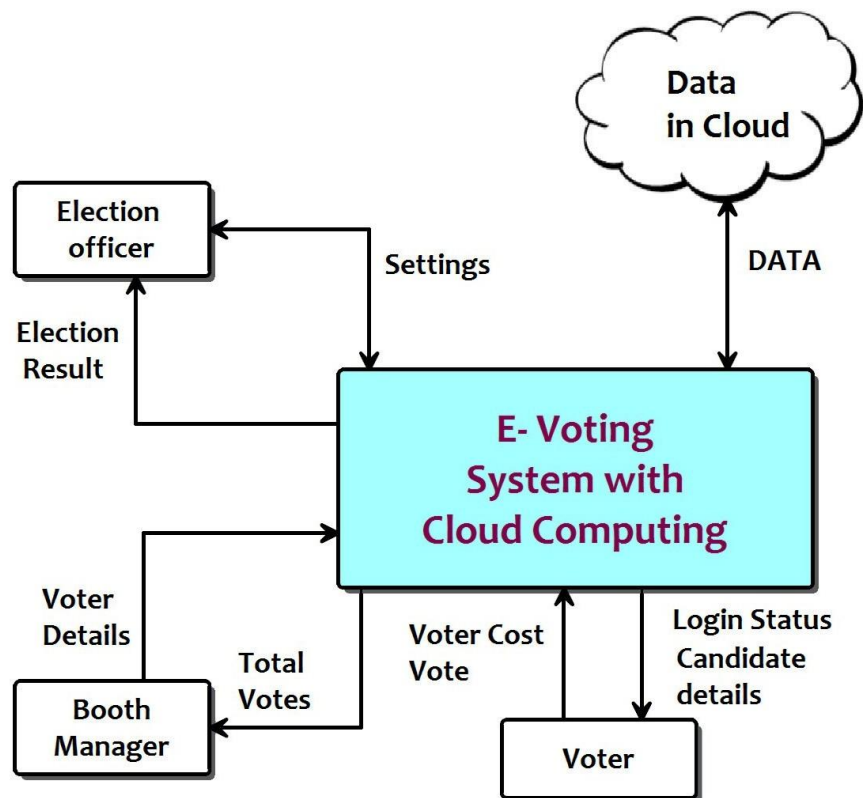 Data
in Cloud
Election
officer
Settings
DATA
Election
Result
E- Voting
System with
Cloud Computing
Voter
Details
Total
Votes
Booth
Manager
Voter Cost
Vote
Login Status
Candidate
details
Voter